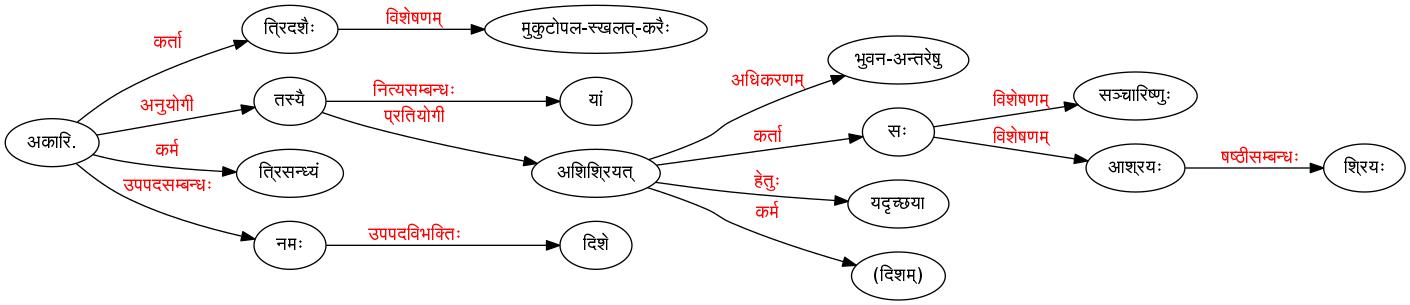 त्रिदशैः
विशेषणम्
मुकुटोपल-स्खलत्-करैः
कर्ता
भुवन-अन्तरेषु
अधिकरणम्
नित्यसम्बन्धः
तस्यै
यां
अनुयोगी
प्रतियोगी
विशेषणम्
सञ्चारिष्णुः
सः
कर्ता
अकारि.
कर्म
त्रिसन्ध्यं
अशिश्रियत्
विशेषणम्
आश्रयः
षष्ठीसम्बन्धः
श्रियः
उपपदसम्बन्धः
हेतुः
यदृच्छया
कर्म
नमः
उपपदविभक्तिः
दिशे
(दिशम्)